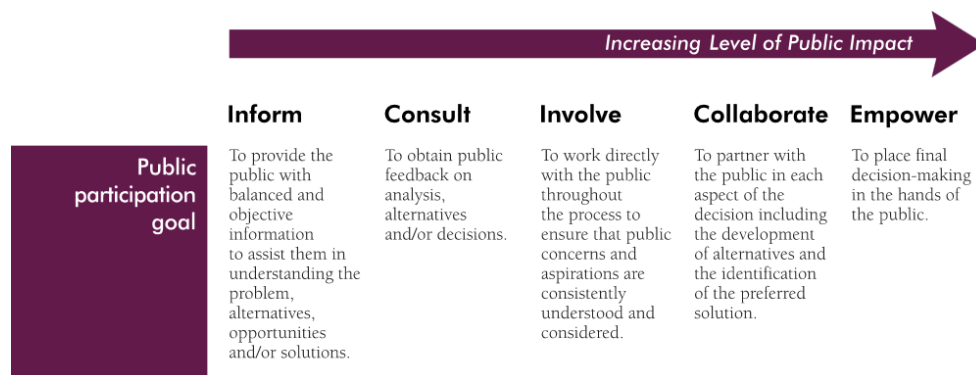 Increasing Level of Public Impact
Inform
Consult
Involve
Collaborate
Empower
Public
participation
goal
To provide the
public with
balanced and
objective
information
to assist them in
understanding the
problem,
alternatives,
opportunities
and/or solutions.
To obtain public
feedback on
analysis,
alternatives
and/or decisions.
To work directly
with the public
throughout
the process to
ensure that public
concerns and
aspirations are
consistently
understood and
considered.
To partner with
the public in each
aspect of the
decision including
the development
of alternatives and
the identification
of the preferred
solution.
To place final
decision-making
in the hands of
the public.